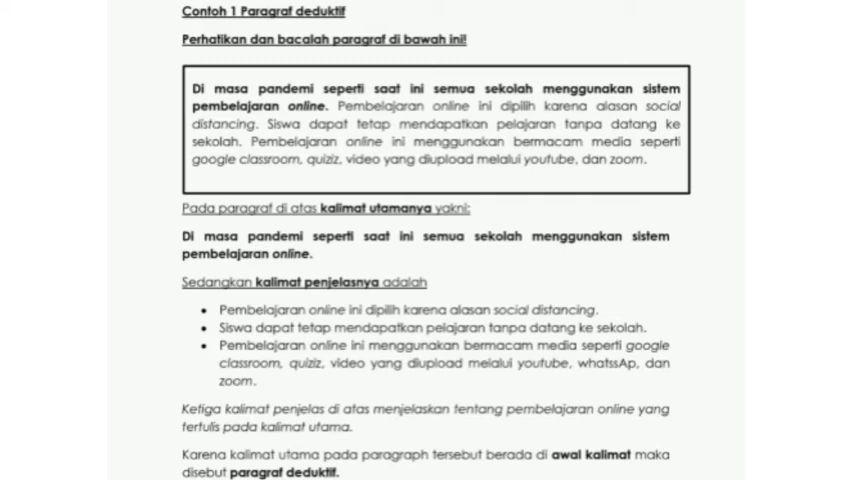 Contoh 1 Paragraf deduktif
Perhatikan dan bacalah paragraf di bawah ini!
Di masa pandemi seperti saat ini semua sekolah menggunakan sistem
pembelajaran online. Pembelajaran online ini dipilih karena alasan social
distancing. Siswa dapat tetap mendapatkan pelajaran tanpa datang ke
sekolah. Pembelajaran online ini menggunakan bermacam media seperti
google classroom, quiziz, video yang diupload melalui youtube, dan zoom.
Pada paragraf di atas kalimat utamanya yakni:
Di masa pandemi seperti saat ini semua sekolah menggunakan sistem
pembelajaran online.
Sedangkan kalimat penjelasnya adalah
• Pembelajaran online ini dipilih karena alasan social distancing.
• Siswa dapat tetap mendapatkan pelajaran tanpa datang ke sekolah.
• Pembelajaran online ini menggunakan bermacam media seperti google
classroom, quiziz, video yang diupload melalui youtube, whatssAp, dan
zoom.
Ketiga kalimat penjelas di atas menjelaskan tentang pembelajaran online yang
tertulis pada kalimat utama.
Karena kalimat utama pada paragraph tersebut berada di awal kalimat maka
disebut paragraf deduktif.